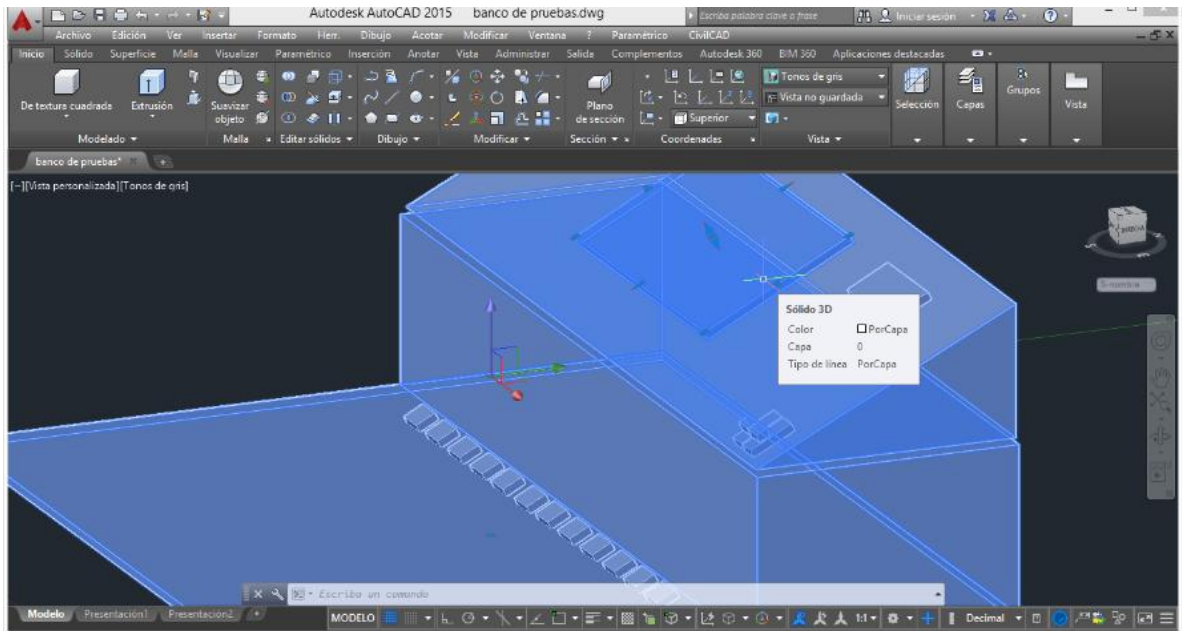 Autodesk AutoCAD 2015 banco de pruebas.dwg Escriba palabra clave o frase Iniciar sesión
Archivo Edición Ver Insertar Formato Herr. Dibujo Acotar Modificar Ventana ? Paramétrico CivilCAD
Inicio Sólido Superficie Malla Visualizar Paramétrico Inserción Anotar Vista Administrar Salida Complementos Autodesk 360 BIM 360 Aplicaciones destacadas
Tonos de gris
De textura cuadrada Extrusión Suavizar objeto Plano de sección Vista no guardada Selección Capas Grupos Vista
Superior
Modelado Malla Editar sólidos Dibujo Modificar Sección Coordenadas Vista
banco de pruebas*
[-][Vista personalizada][Tonos de gris]
Sólido 3D
Color PorCapa
Capa 0
Tipo de línea PorCapa
Escriba un comando
Modelo Presentación1 Presentación2 MODELO 1:1 Decimal